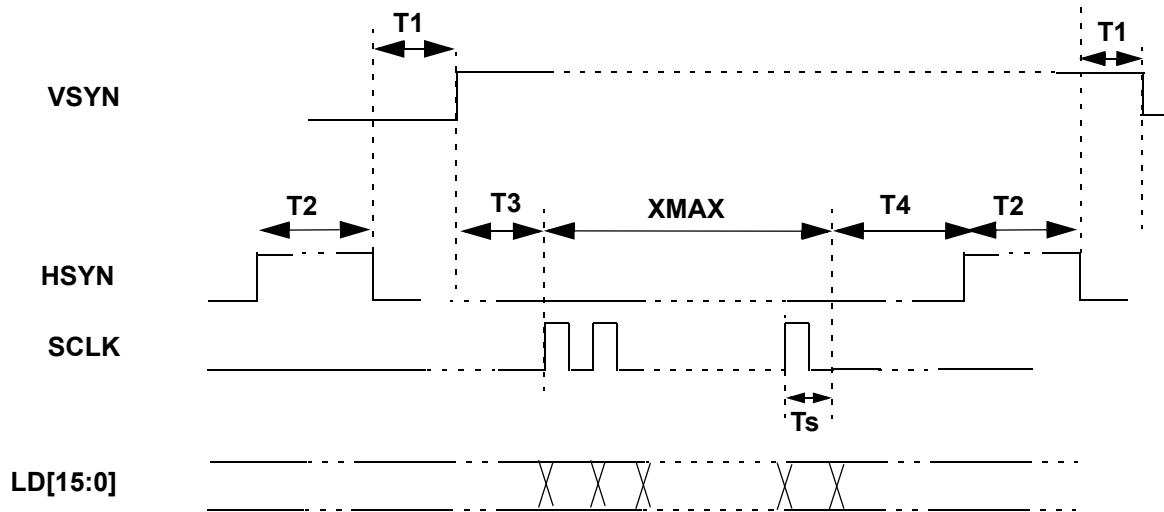 T1
T1
VSYN
T2
T3
XMAX
T4
T2
HSYN
SCLK
Ts
LD[15:0]